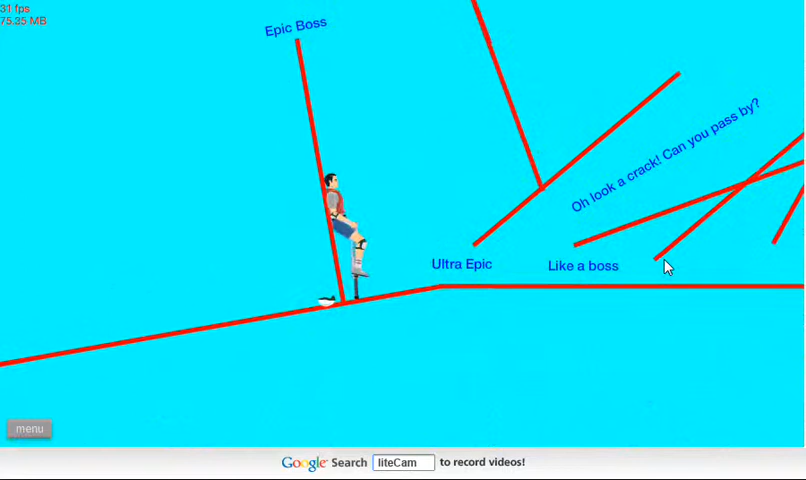 31 fps
75.35 MB
Epic Boss
Oh look a crack! Can you pass by?
Ultra Epic
Like a boss
menu
Google Search liteCam to record videos!